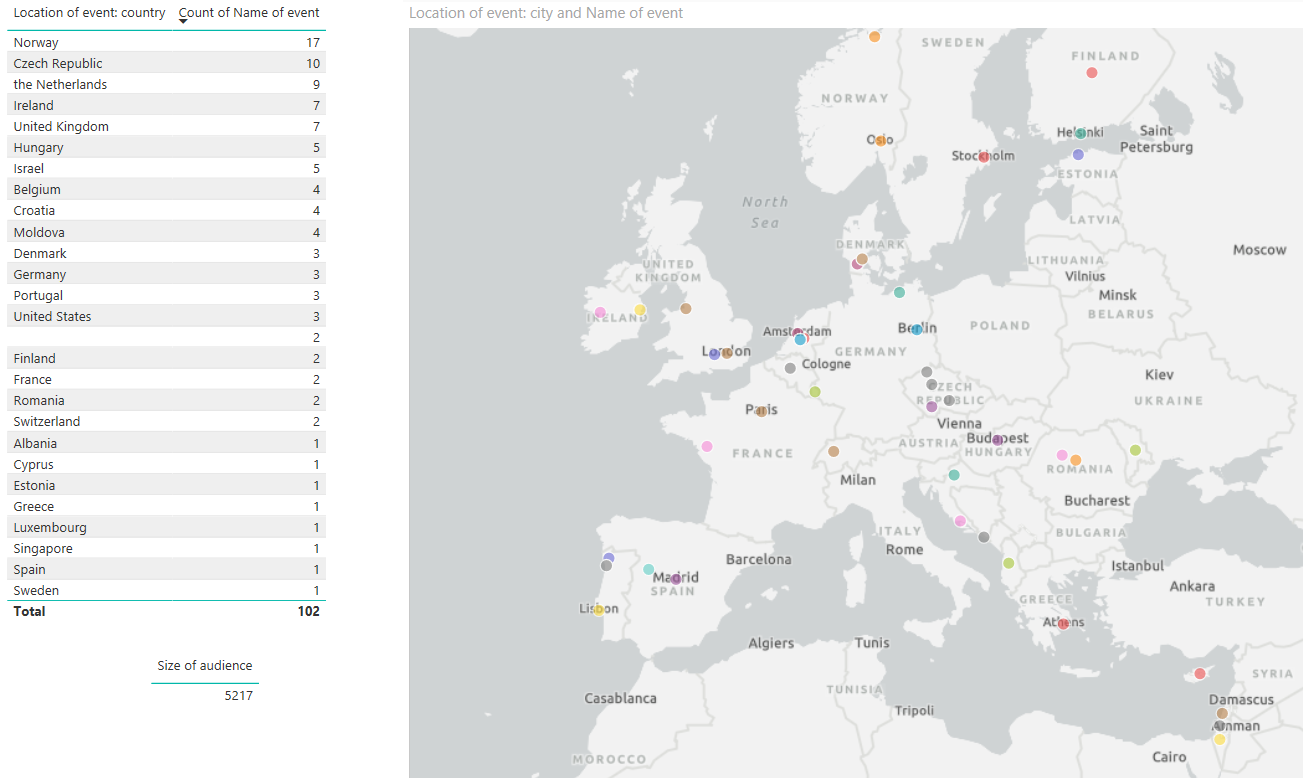 Location of event: country Count of Name of event
Norway 17
Czech Republic 10
the Netherlands 9
Ireland 7
United Kingdom 7
Hungary 5
Israel 5
Belgium 4
Croatia 4
Moldova 4
Denmark 3
Germany 3
Portugal 3
United States 3
2
Finland 2
France 2
Romania 2
Switzerland 2
Albania 1
Cyprus 1
Estonia 1
Greece 1
Luxembourg 1
Singapore 1
Spain 1
Sweden 1
Total 102
Size of audience
5217
Location of event: city and Name of event
SWEDEN
FINLAND
NORWAY
Oslo
Helsinki
Saint
Petersburg
Stockholm
ESTONIA
North
Sea
LATVIA
DENMARK
Moscow
UNITED
KINGDOM
LITHUANIA
Vilnius
Minsk
BELARUS
IRELAND
Amsterdam
Berlin
POLAND
London
GERMANY
Cologne
Kiev
CZECH
REPUBLIC
UKRAINE
Paris
Vienna
AUSTRIA
Budapest
HUNGARY
FRANCE
ROMANIA
Milan
Bucharest
ITALY
Rome
BULGARIA
Barcelona
Istanbul
Madrid
SPAIN
Ankara
TURKEY
Lisbon
GREECE
Athens
Algiers
Tunis
SYRIA
TUNISIA
Casablanca
Damascus
Tripoli
Amman
MOROCCO
Cairo